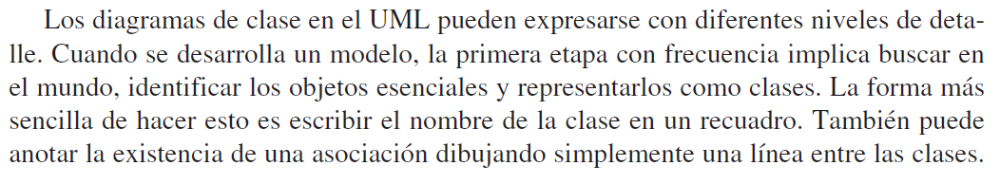 Los diagramas de clase en el UML pueden expresarse con diferentes niveles de deta-
lle. Cuando se desarrolla un modelo, la primera etapa con frecuencia implica buscar en
el mundo, identificar los objetos esenciales y representarlos como clases. La forma más
sencilla de hacer esto es escribir el nombre de la clase en un recuadro. También puede
anotar la existencia de una asociación dibujando simplemente una línea entre las clases.